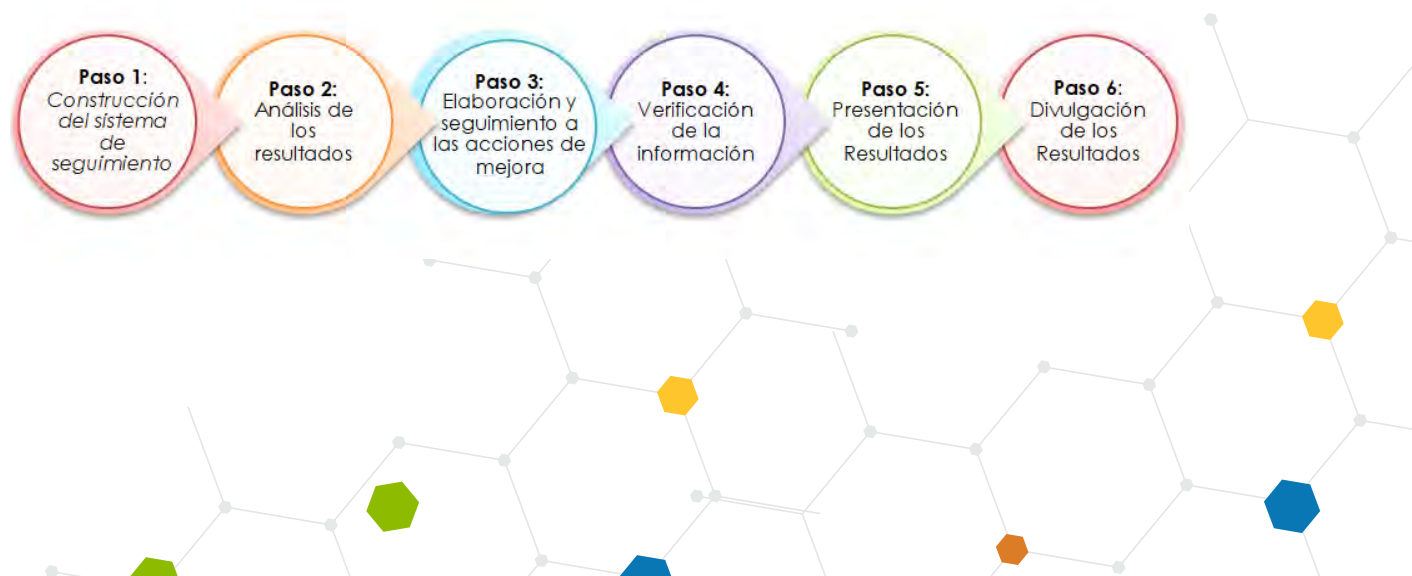 Paso 1:
Construcción
del sistema
de
seguimiento
Paso 2:
Análisis de
los
resultados
Paso 3:
Elaboración y
seguimiento a
las acciones de
mejora
Paso 4:
Verificación
de la
información
Paso 5:
Presentación
de los
Resultados
Paso 6:
Divulgación
de los
Resultados